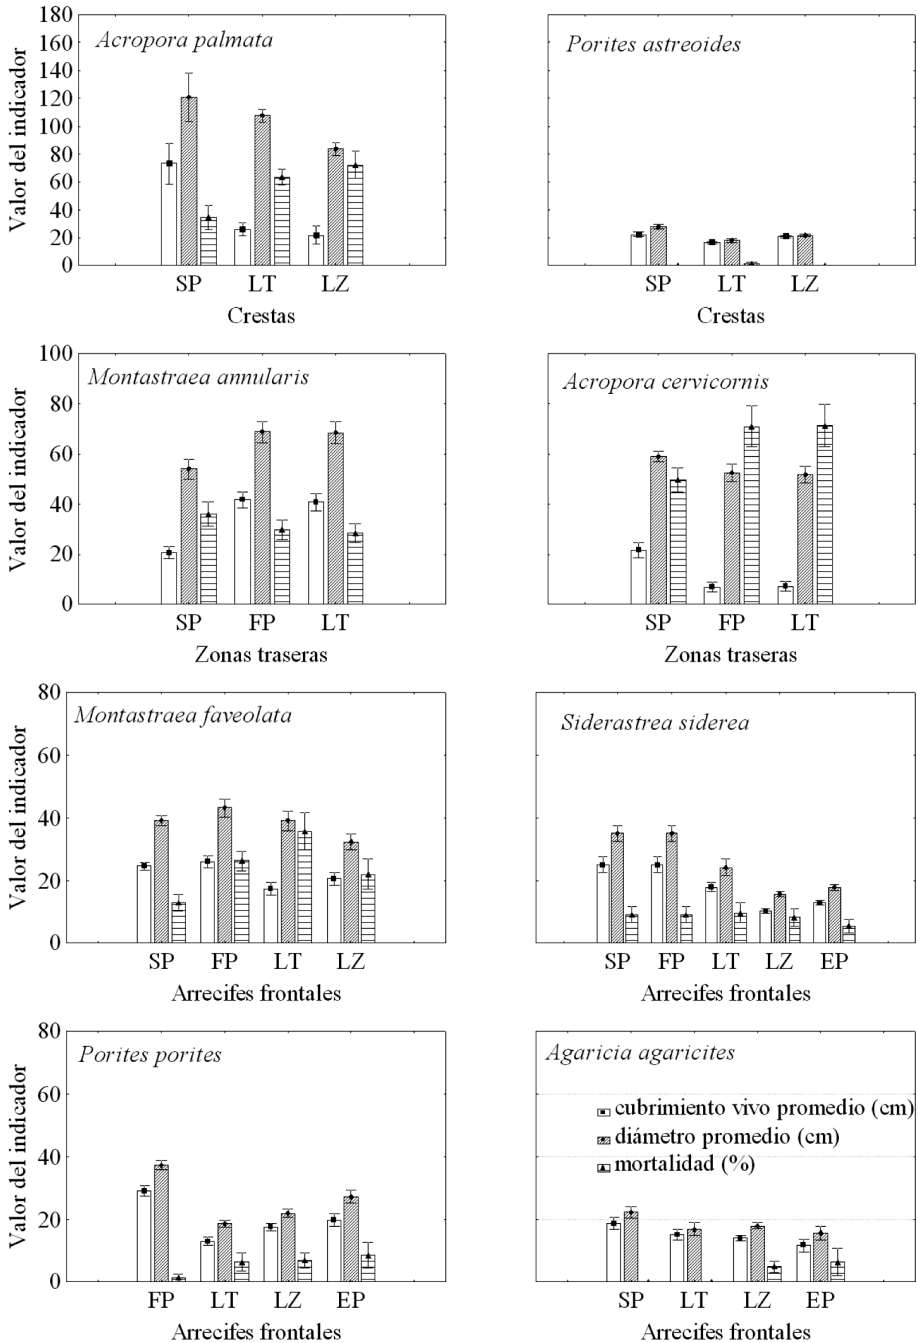 Acropora palmata
Valor del indicador
180
160
140
120
100
80
60
40
20
0
SP LT LZ
Crestas
Porites astreoides
SP LT LZ
Crestas
Montastraea annularis
Valor del indicador
100
80
60
40
20
0
SP FP LT
Zonas traseras
Acropora cervicornis
SP FP LT
Zonas traseras
Montastraea faveolata
Valor del indicador
80
60
40
20
0
SP FP LT LZ
Arrecifes frontales
Siderastrea siderea
SP FP LT LZ EP
Arrecifes frontales
Porites porites
Valor del indicador
80
60
40
20
0
FP LT LZ EP
Arrecifes frontales
Agaricia agaricites
cubrimiento vivo promedio (cm)
diámetro promedio (cm)
mortalidad (%)
SP LT LZ EP
Arrecifes frontales